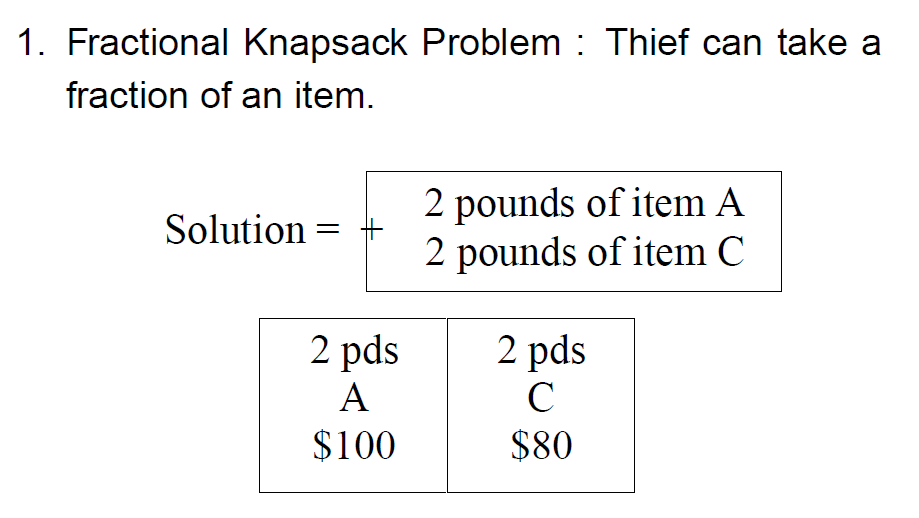 1. Fractional Knapsack Problem : Thief can take a
fraction of an item.
Solution = +
2 pounds of item A
2 pounds of item C
2 pds
A
$100
2 pds
C
$80